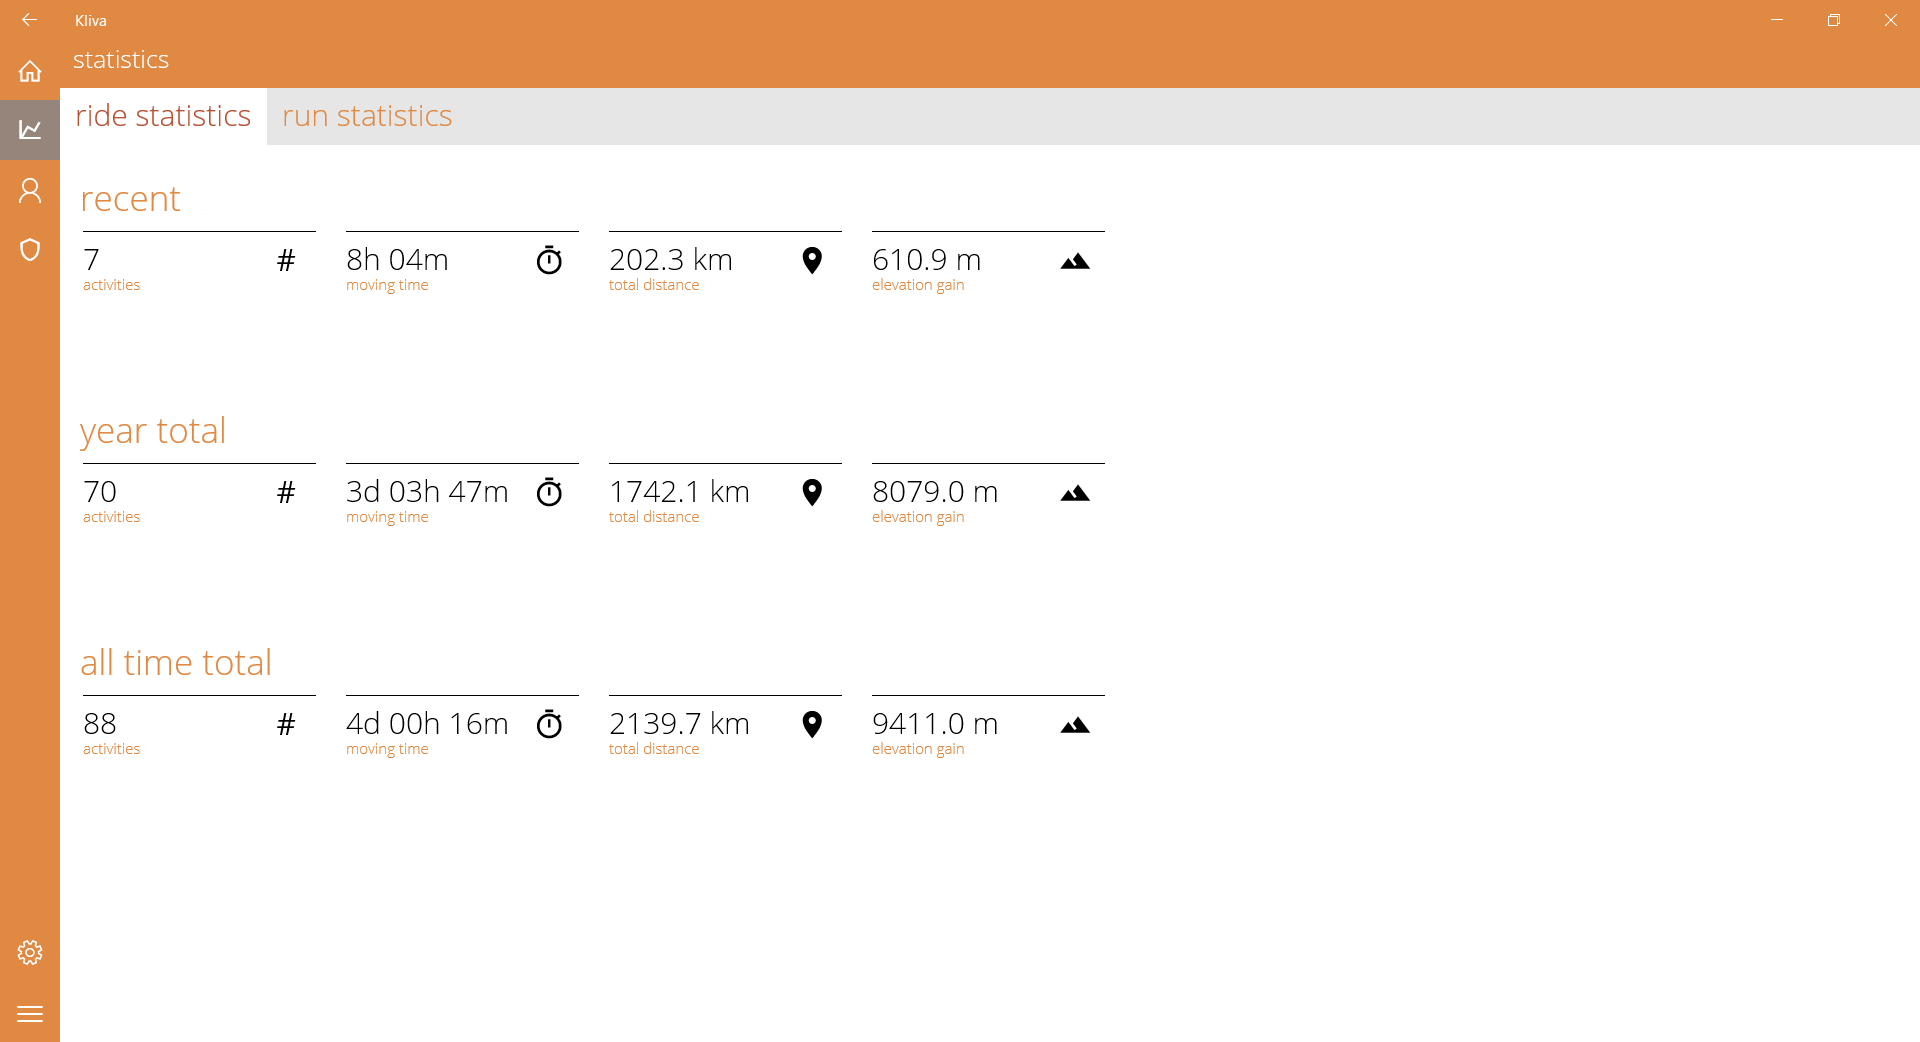 Kliva
statistics
ride statistics run statistics
recent
7 # 8h 04m 202.3 km 610.9 m
activities moving time total distance elevation gain
year total
70 # 3d 03h 47m 1742.1 km 8079.0 m
activities moving time total distance elevation gain
all time total
88 # 4d 00h 16m 2139.7 km 9411.0 m
activities moving time total distance elevation gain